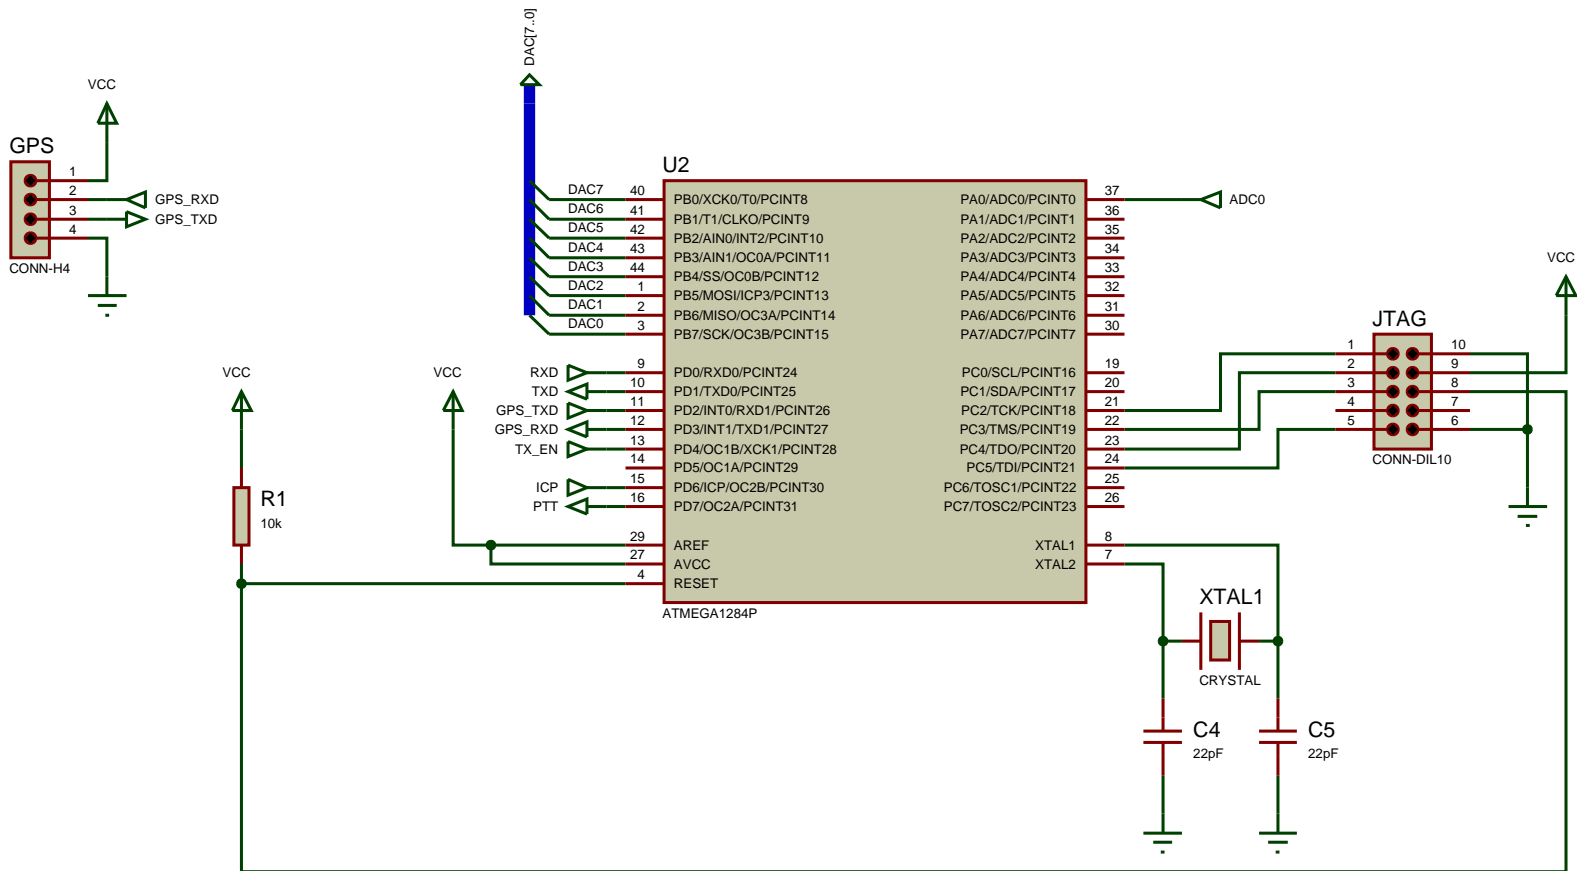 DAC[7..0]
VCC
GPS
1
2
3
4
GPS_RXD
GPS_TXD
CONN-H4
U2
DAC7 40 PB0/XCK0/T0/PCINT8
DAC6 41 PB1/T1/CLKO/PCINT9
DAC5 42 PB2/AIN0/INT2/PCINT10
DAC4 43 PB3/AIN1/OC0A/PCINT11
DAC3 44 PB4/SS/OC0B/PCINT12
DAC2 1 PB5/MOSI/ICP3/PCINT13
DAC1 2 PB6/MISO/OC3A/PCINT14
DAC0 3 PB7/SCK/OC3B/PCINT15
RXD 9 PD0/RXD0/PCINT24
TXD 10 PD1/TXD0/PCINT25
GPS_TXD 11 PD2/INT0/RXD1/PCINT26
GPS_RXD 12 PD3/INT1/TXD1/PCINT27
TX_EN 13 PD4/OC1B/XCK1/PCINT28
14 PD5/OC1A/PCINT29
ICP 15 PD6/ICP/OC2B/PCINT30
PTT 16 PD7/OC2A/PCINT31
29 AREF
27 AVCC
4 RESET
PA0/ADC0/PCINT0 37 ADC0
PA1/ADC1/PCINT1 36
PA2/ADC2/PCINT2 35
PA3/ADC3/PCINT3 34
PA4/ADC4/PCINT4 33
PA5/ADC5/PCINT5 32
PA6/ADC6/PCINT6 31
PA7/ADC7/PCINT7 30
PC0/SCL/PCINT16 19
PC1/SDA/PCINT17 20
PC2/TCK/PCINT18 21
PC3/TMS/PCINT19 22
PC4/TDO/PCINT20 23
PC5/TDI/PCINT21 24
PC6/TOSC1/PCINT22 25
PC7/TOSC2/PCINT23 26
XTAL1 8
XTAL2 7
ATMEGA1284P
VCC
VCC
R1
10k
VCC
JTAG
1 10
2 9
3 8
4 7
5 6
CONN-DIL10
XTAL1
CRYSTAL
C4
22pF
C5
22pF